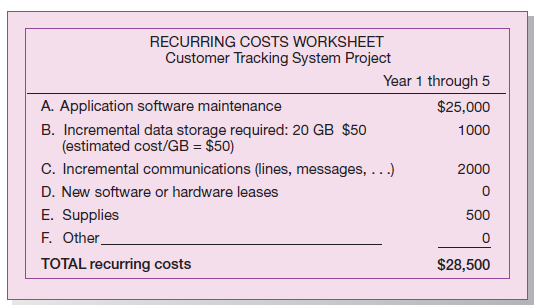 RECURRING COSTS WORKSHEET
Customer Tracking System Project
Year 1 through 5
A. Application software maintenance $25,000
B. Incremental data storage required: 20 GB $50 1000
(estimated cost/GB = $50)
C. Incremental communications (lines, messages, . . .) 2000
D. New software or hardware leases 0
E. Supplies 500
F. Other 0
TOTAL recurring costs $28,500